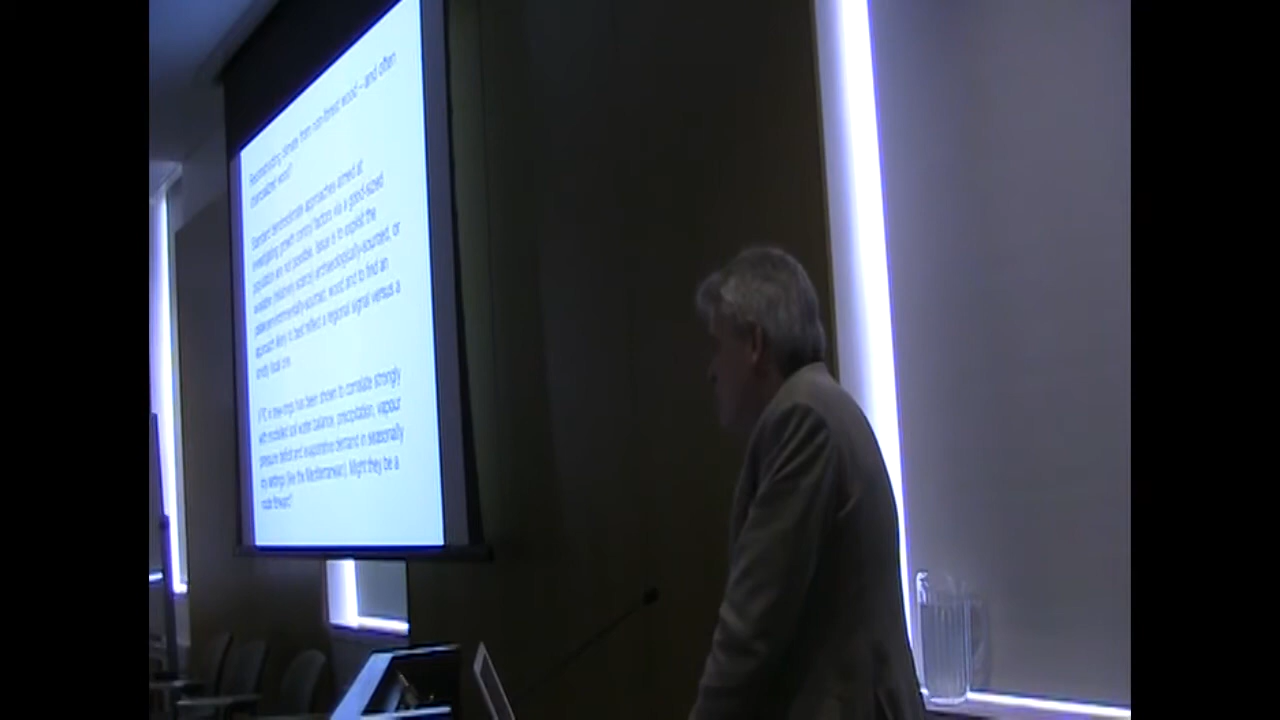 Reconstructing climate from non-forest wood – and often
charcoalized wood?
Standard dendroclimate approaches aimed at
investigating growth control factors via a good-sized
population are not possible. Issue is to exploit the
available (relatively scarce) archaeologically-sourced, or
palaeoenvironmentally-sourced, wood and to find an
approach likely to best reflect a regional signal versus a
strictly local one.
in tree-rings has been shown to correlate strongly
with modelled soil water balance, precipitation, vapour
pressure deficit and evaporative demand in seasonally
dry settings (like the Mediterranean). Might they be a
route forward?